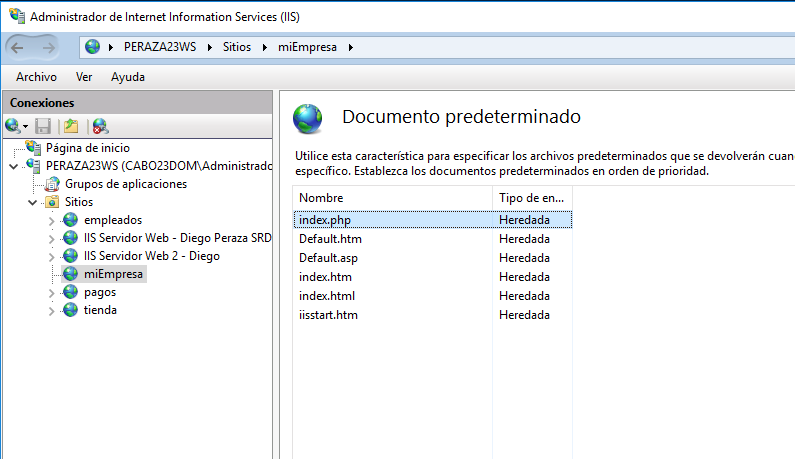 Administrador de Internet Information Services (IIS)
PERAZA23WS
Sitios
miEmpresa
Archivo Ver Ayuda
Conexiones
Página de inicio
PERAZA23WS (CABO23DOM\Administrado
Grupos de aplicaciones
Sitios
empleados
IIS Servidor Web - Diego Peraza SRD
IIS Servidor Web 2 - Diego
miEmpresa
pagos
tienda
Documento predeterminado
Utilice esta característica para especificar los archivos predeterminados que se devolverán cuan
específico. Establezca los documentos predeterminados en orden de prioridad.
Nombre Tipo de en...
index.php Heredada
Default.htm Heredada
Default.asp Heredada
index.htm Heredada
index.html Heredada
iisstart.htm Heredada